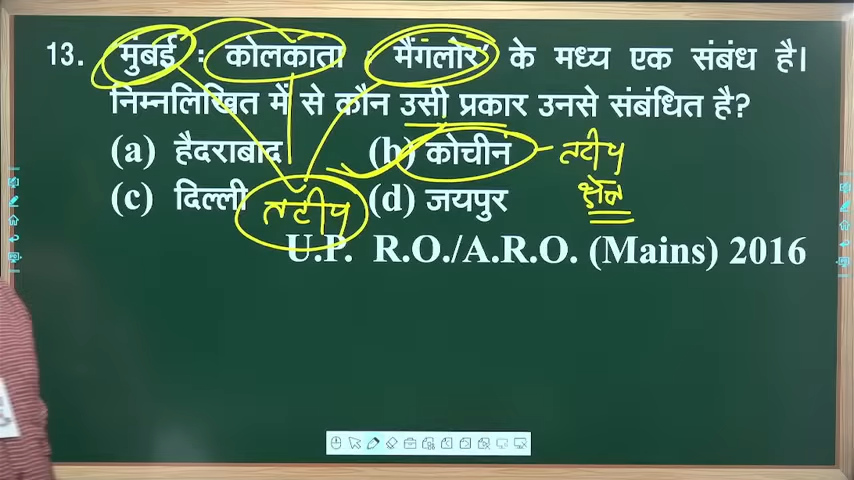 13. मुंबई : कोलकाता : मैंगलोर' के मध्य एक संबंध है।
निम्नलिखित में से कौन उसी प्रकार उनसे संबंधित है?
(a) हैदराबाद (b) कोचीन – तटीय
क्षेत्र
(c) दिल्ली तटीय (d) जयपुर
U.P. R.O./A.R.O. (Mains) 2016